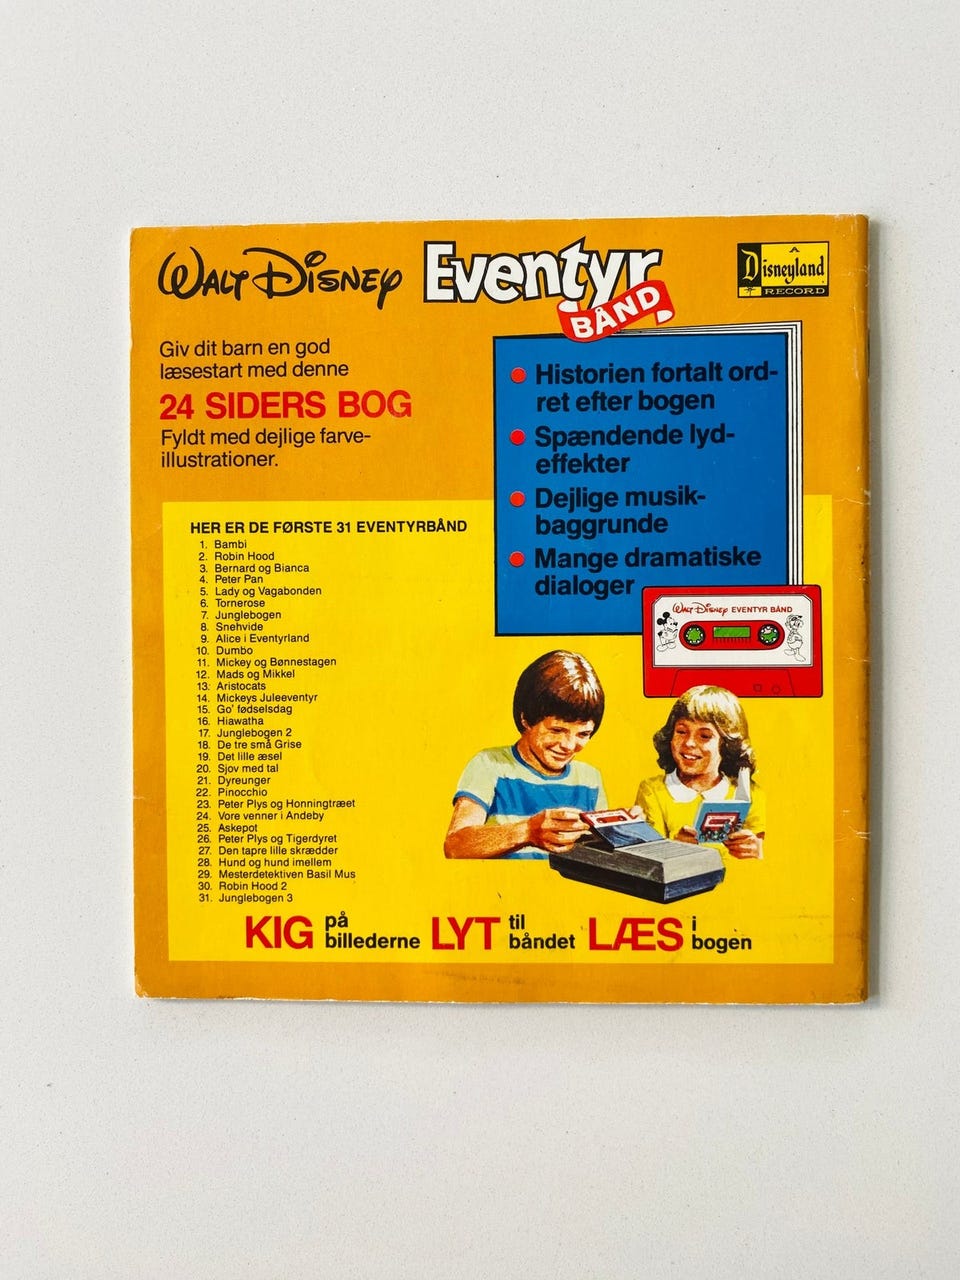 WALT DISNEY Eventyr
BÅND
A
Disneyland
RECORD
Giv dit barn en god
læsestart med denne
24 SIDERS BOG
Fyldt med dejlige farve-
illustrationer.
Historien fortalt ord-
ret efter bogen
Spændende lyd-
effekter
Dejlige musik-
baggrunde
Mange dramatiske
dialoger
WALT DISNEY EVENTYR BÅND
HER ER DE FØRSTE 31 EVENTYRBÅND
1. Bambi
2. Robin Hood
3. Bernard og Bianca
4. Peter Pan
5. Lady og Vagabonden
6. Tornerose
7. Junglebogen
8. Snehvide
9. Alice i Eventyrland
10. Dumbo
11. Mickey og Bønnestagen
12. Mads og Mikkel
13. Aristocats
14. Mickeys Juleeventyr
15. Go' fødselsdag
16. Hiawatha
17. Junglebogen 2
18. De tre små Grise
19. Det lille æsel
20. Sjov med tal
21. Dyreunger
22. Pinocchio
23. Peter Plys og Honningtræet
24. Vore venner i Andeby
25. Askepot
26. Peter Plys og Tigerdyret
27. Den tapre lille skrædder
28. Hund og hund imellem
29. Mesterdetektiven Basil Mus
30. Robin Hood 2
31. Junglebogen 3
KIG på billederne LYT til båndet LÆS i bogen